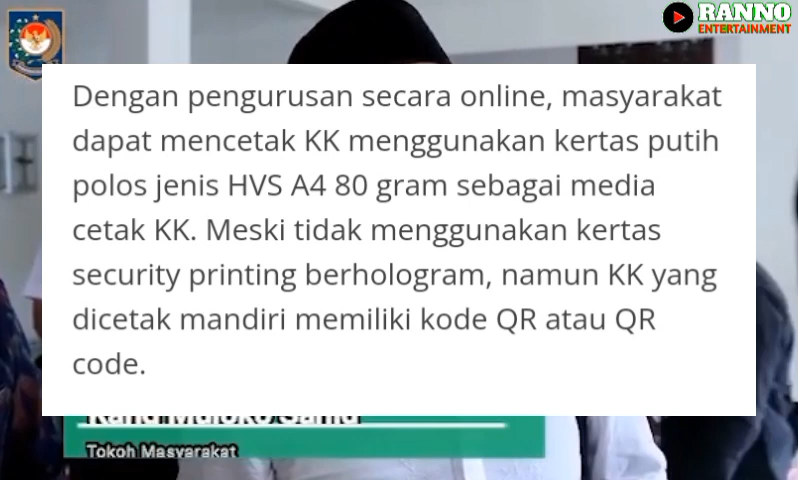 RANNO
ENTERTAINMENT
Dengan pengurusan secara online, masyarakat
dapat mencetak KK menggunakan kertas putih
polos jenis HVS A4 80 gram sebagai media
cetak KK. Meski tidak menggunakan kertas
security printing berhologram, namun KK yang
dicetak mandiri memiliki kode QR atau QR
code.
Tokoh Masyarakat